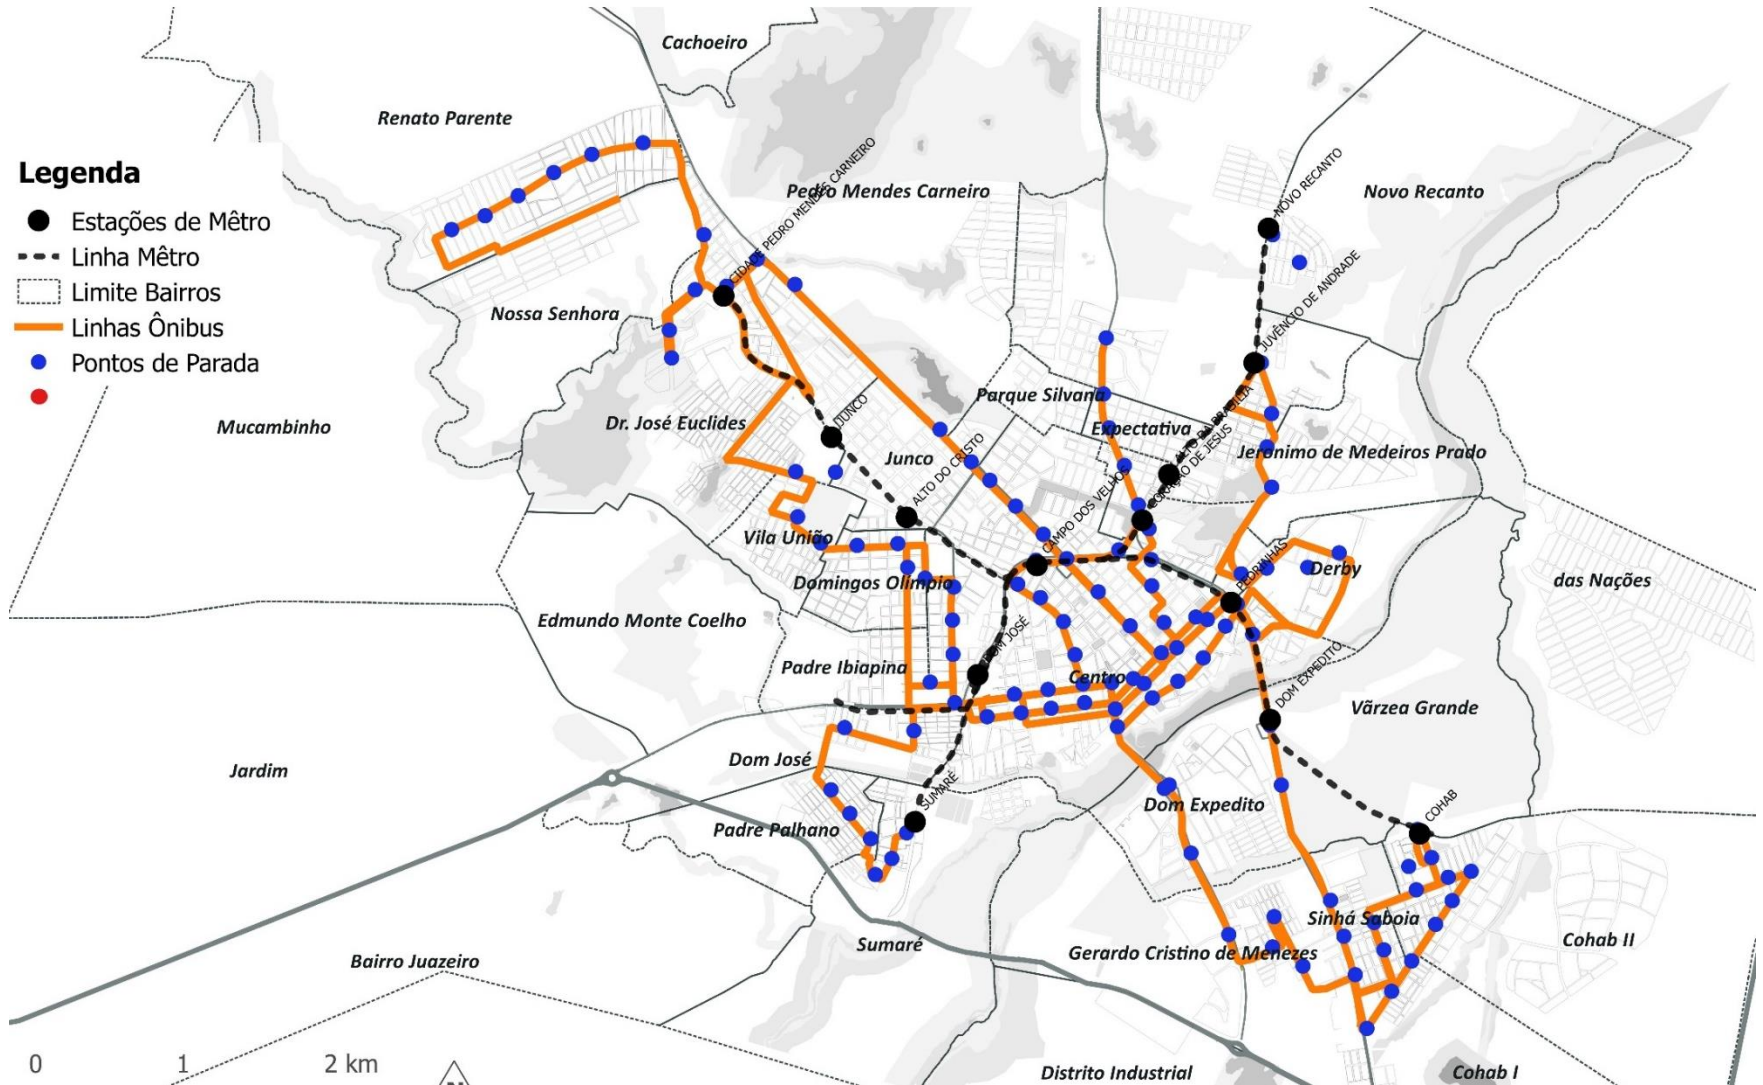 Cachoeiro
Renato Parente
Legenda
Estações de Mêtro
Linha Mêtro
Limite Bairros
Linhas Ônibus
Pontos de Parada
CIDADE PEDRO MENDES CARNEIRO
Pedro Mendes Carneiro
NOVO RECANTO
Novo Recanto
Nossa Senhora
JUVÊNCIO DE ANDRADE
Mucambinho
Dr. José Euclides
JUNCO
Junco
ALTO DO CRISTO
Parque Silvana
Expectativa
ALTO DA BRASÍLIA
CORAÇÃO DE JESUS
Jeronimo de Medeiros Prado
CAMPO DOS VELHOS
Vila União
Domingos Olímpio
PEDRINHAS
Derby
das Nações
Edmundo Monte Coelho
Padre Ibiapina
DOM JOSÉ
Centro
DOM EXPEDITO
Várzea Grande
Jardim
Dom José
SUMARÉ
Dom Expedito
COHAB
Padre Palhano
Sinhá Saboia
Sumaré
Gerardo Cristino de Menezes
Cohab II
Bairro Juazeiro
0 1 2 km
N
Distrito Industrial
Cohab I